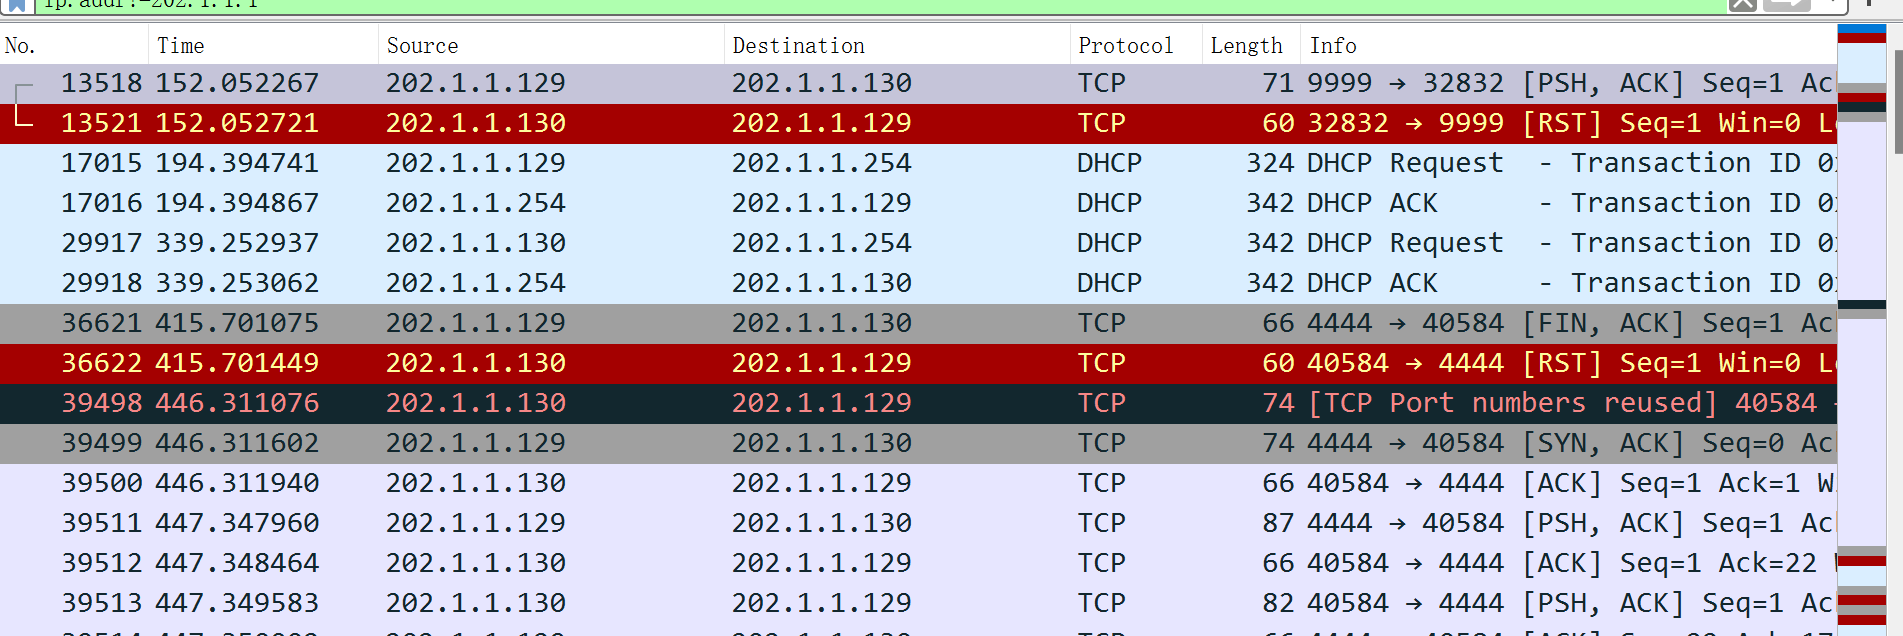 ip.addr!=202.1.1.1
No. Time Source Destination Protocol Length Info
13518 152.052267 202.1.1.129 202.1.1.130 TCP 71 9999 → 32832 [PSH, ACK] Seq=1
13521 152.052721 202.1.1.130 202.1.1.129 TCP 60 32832 → 9999 [RST] Seq=1 Win=0
17015 194.394741 202.1.1.129 202.1.1.254 DHCP 324 DHCP Request - Transaction ID
17016 194.394867 202.1.1.254 202.1.1.129 DHCP 342 DHCP ACK - Transaction ID
29917 339.252937 202.1.1.130 202.1.1.254 DHCP 342 DHCP Request - Transaction ID
29918 339.253062 202.1.1.254 202.1.1.130 DHCP 342 DHCP ACK - Transaction ID
36621 415.701075 202.1.1.129 202.1.1.130 TCP 66 4444 → 40584 [FIN, ACK] Seq=1
36622 415.701449 202.1.1.130 202.1.1.129 TCP 60 40584 → 4444 [RST] Seq=1 Win=0
39498 446.311076 202.1.1.130 202.1.1.129 TCP 74 [TCP Port numbers reused] 40584
39499 446.311602 202.1.1.129 202.1.1.130 TCP 74 4444 → 40584 [SYN, ACK] Seq=0
39500 446.311940 202.1.1.130 202.1.1.129 TCP 66 40584 → 4444 [ACK] Seq=1 Ack=1
39511 447.347960 202.1.1.129 202.1.1.130 TCP 87 4444 → 40584 [PSH, ACK] Seq=1
39512 447.348464 202.1.1.130 202.1.1.129 TCP 66 40584 → 4444 [ACK] Seq=1 Ack=22
39513 447.349583 202.1.1.130 202.1.1.129 TCP 82 40584 → 4444 [PSH, ACK] Seq=1